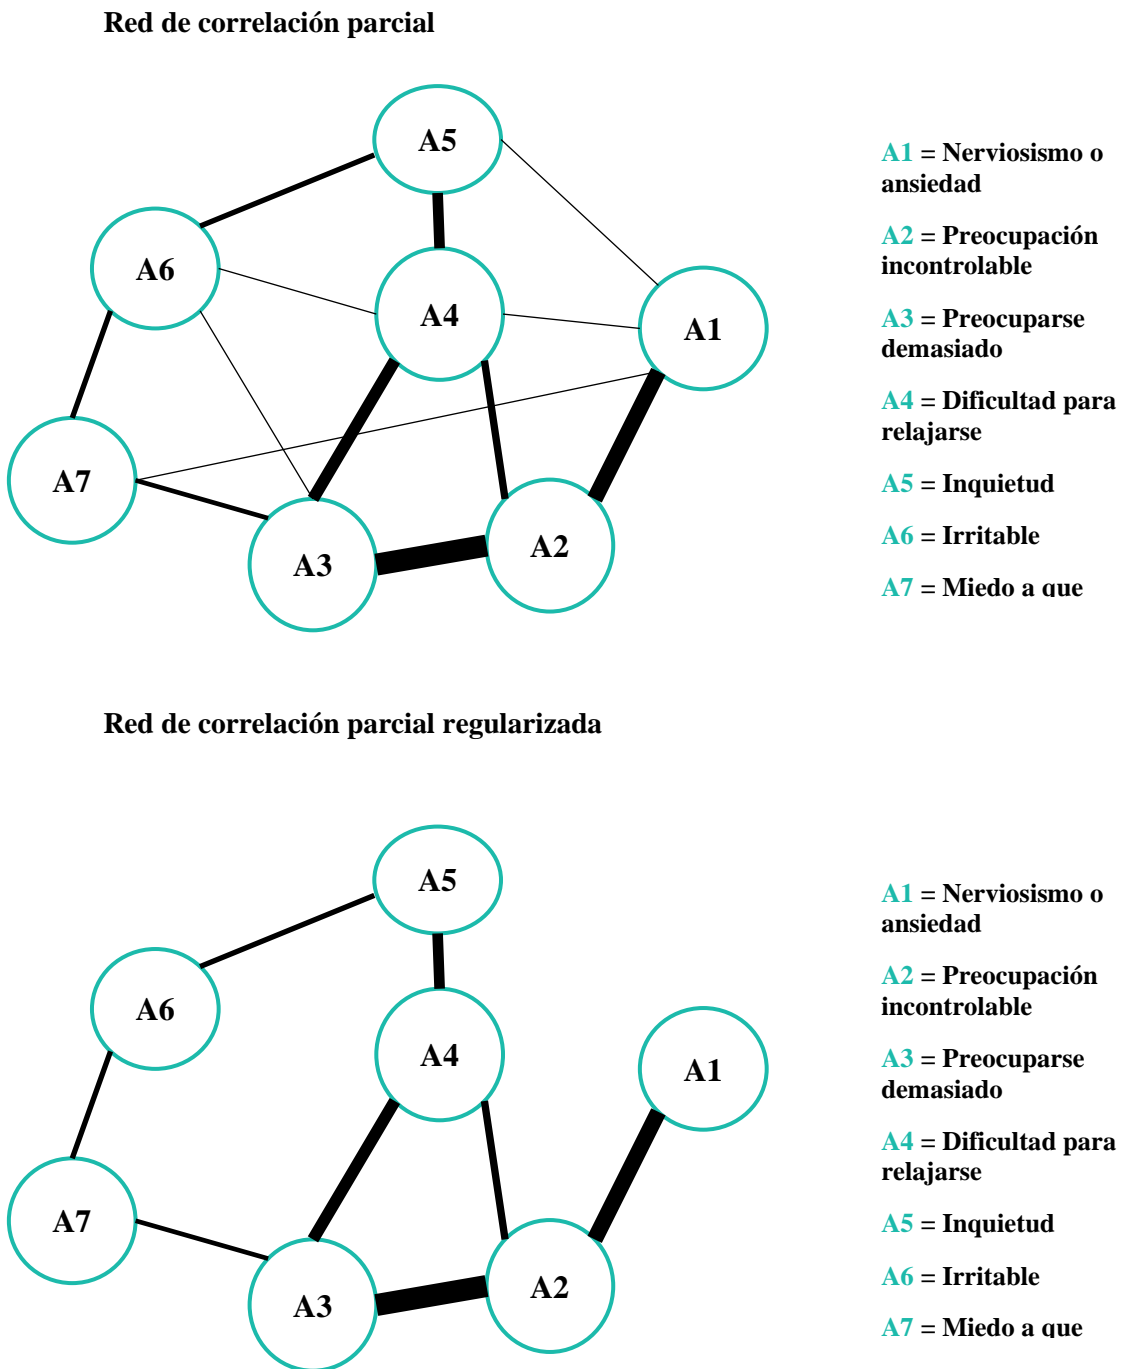 Red de correlación parcial
A5
A6
A4
A1
A7
A3
A2
A1 = Nerviosismo o
ansiedad
A2 = Preocupación
incontrolable
A3 = Preocuparse
demasiado
A4 = Dificultad para
relajarse
A5 = Inquietud
A6 = Irritable
A7 = Miedo a que
Red de correlación parcial regularizada
A5
A6
A4
A1
A7
A3
A2
A1 = Nerviosismo o
ansiedad
A2 = Preocupación
incontrolable
A3 = Preocuparse
demasiado
A4 = Dificultad para
relajarse
A5 = Inquietud
A6 = Irritable
A7 = Miedo a que